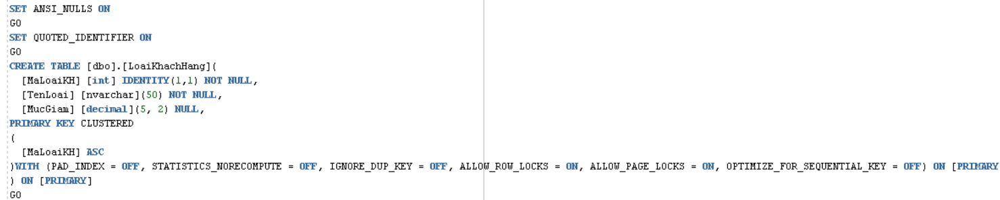 SET ANSI_NULLS ON
GO
SET QUOTED_IDENTIFIER ON
GO
CREATE TABLE [dbo].[LoaiKhachHang](
[MaLoaiKH] [int] IDENTITY(1,1) NOT NULL,
[TenLoai] [nvarchar](50) NOT NULL,
[MucGiam] [decimal](5, 2) NULL,
PRIMARY KEY CLUSTERED
(
[MaLoaiKH] ASC
)WITH (PAD_INDEX = OFF, STATISTICS_NORECOMPUTE = OFF, IGNORE_DUP_KEY = OFF, ALLOW_ROW_LOCKS = ON, ALLOW_PAGE_LOCKS = ON, OPTIMIZE_FOR_SEQUENTIAL_KEY = OFF) ON [PRIMARY
) ON [PRIMARY]
GO